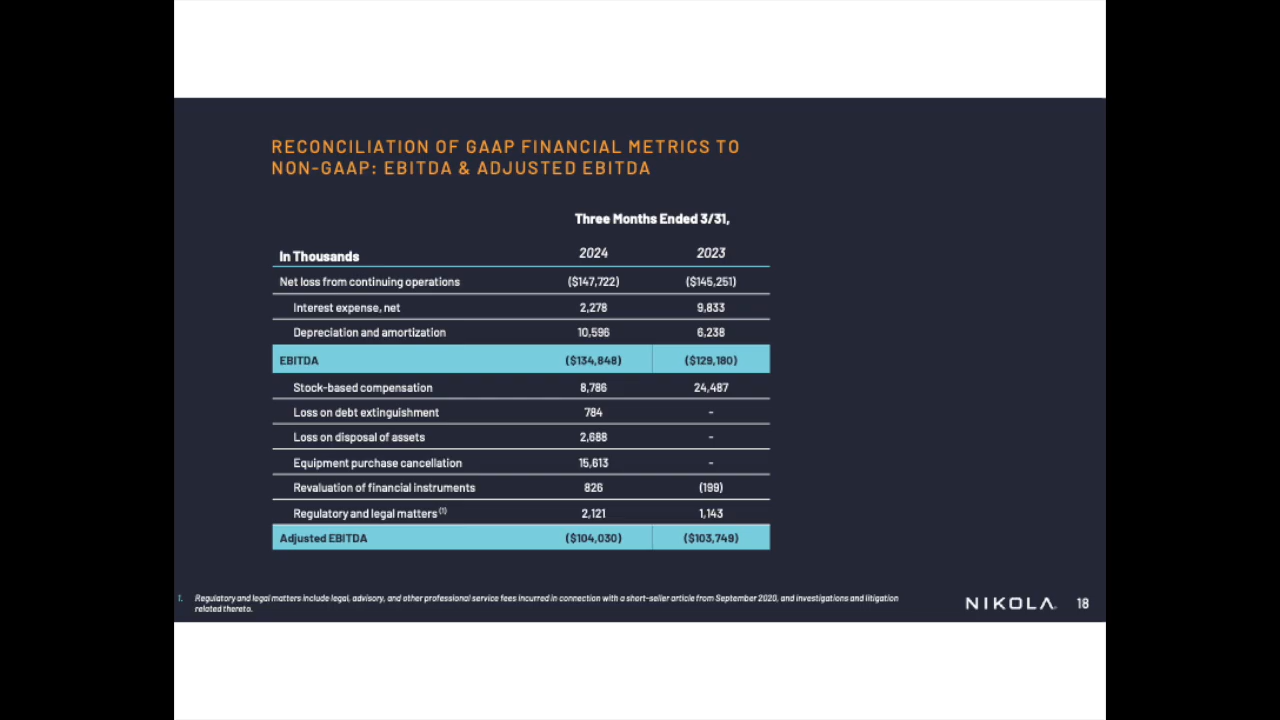 RECONCILIATION OF GAAP FINANCIAL METRICS TO
NON-GAAP: EBITDA & ADJUSTED EBITDA
Three Months Ended 3/31,
In Thousands 2024 2023
Net loss from continuing operations ($147,722) ($145,251)
Interest expense, net 2,278 9,833
Depreciation and amortization 10,596 6,238
EBITDA ($134,848) ($129,180)
Stock-based compensation 8,786 24,487
Loss on debt extinguishment 784 -
Loss on disposal of assets 2,688 -
Equipment purchase cancellation 15,613 -
Revaluation of financial instruments 826 (199)
Regulatory and legal matters (1) 2,121 1,143
Adjusted EBITDA ($104,030) ($103,749)
1. Regulatory and legal matters include legal, advisory, and other professional service fees incurred in connection with a short-seller article from September 2020, and investigations and litigation
related thereto.
NIKOLA 18